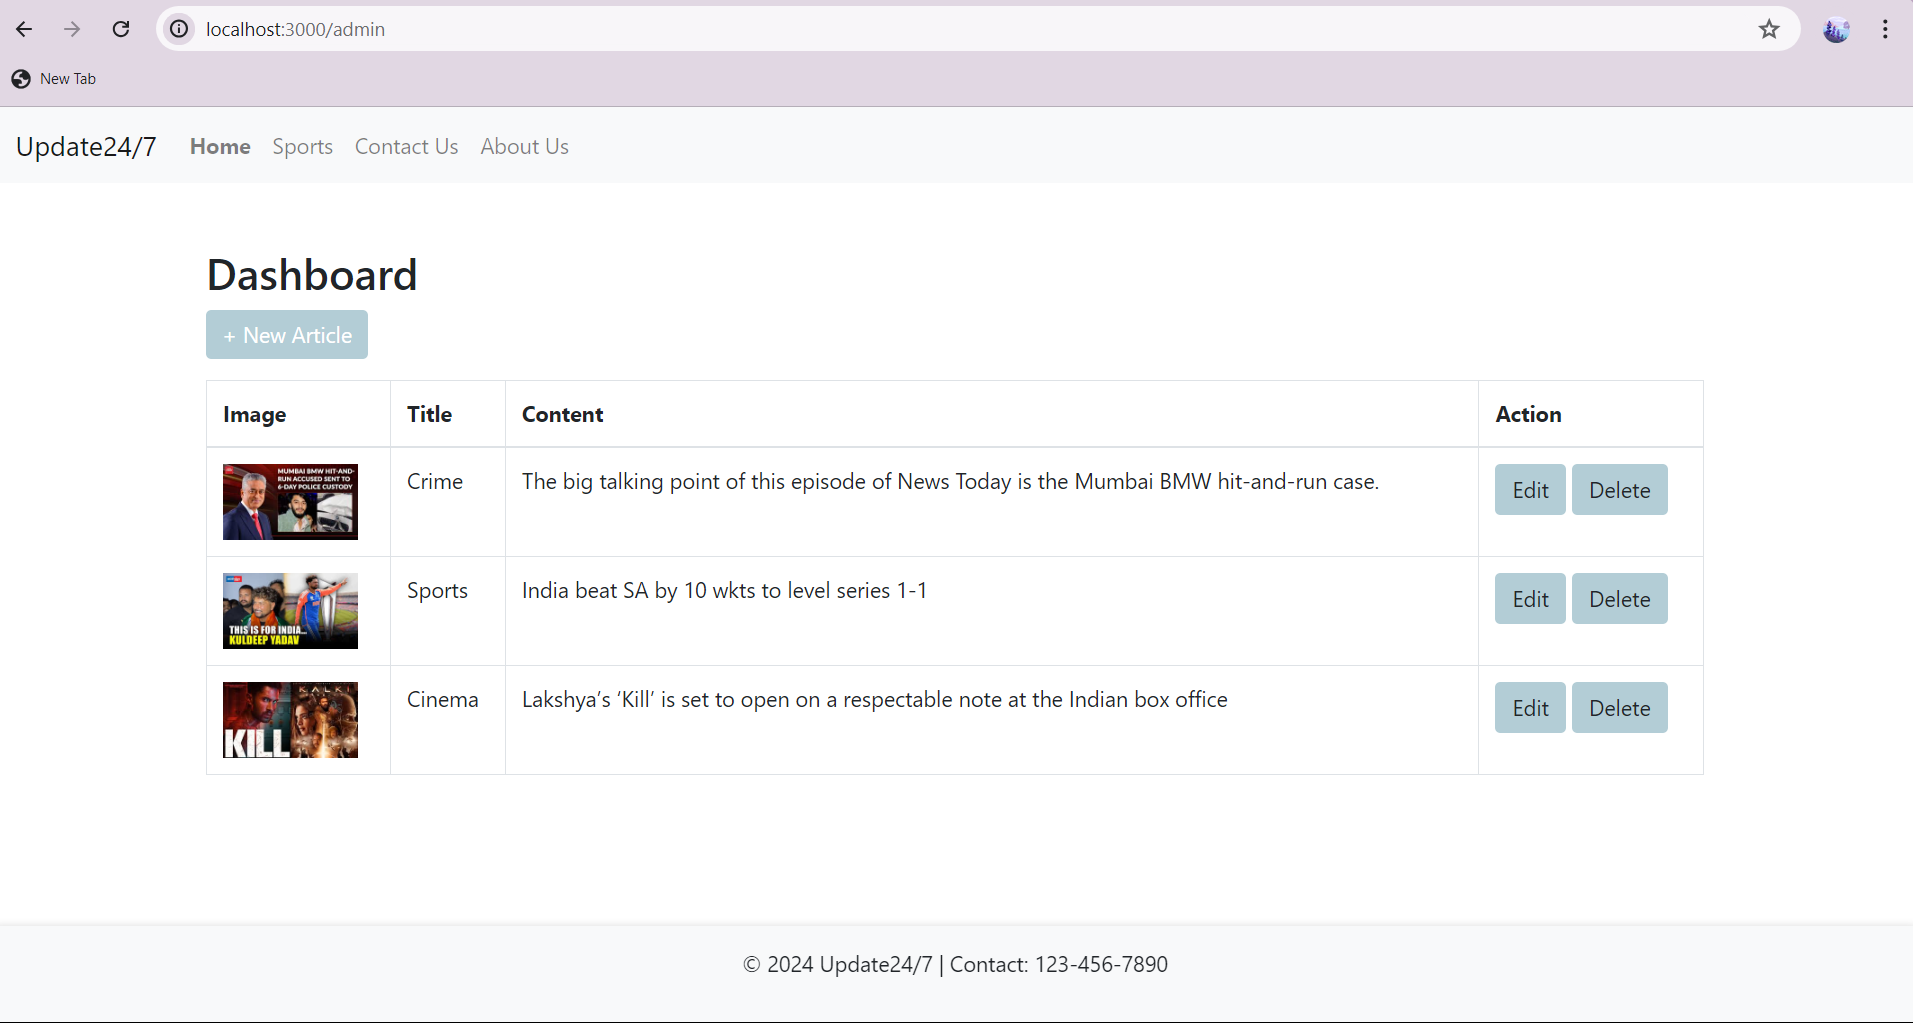 localhost:3000/admin
New Tab
Update24/7 Home Sports Contact Us About Us
Dashboard
+ New Article
Image Title Content Action
MUMBAI BMW HIT-AND-
RUN ACCUSED SENT TO
6-DAY POLICE CUSTODY
Crime The big talking point of this episode of News Today is the Mumbai BMW hit-and-run case. Edit Delete
THIS IS FOR INDIA...
KULDEEP YADAV
Sports India beat SA by 10 wkts to level series 1-1 Edit Delete
KALKI
KILL
Cinema Lakshya’s ‘Kill’ is set to open on a respectable note at the Indian box office Edit Delete
© 2024 Update24/7 | Contact: 123-456-7890